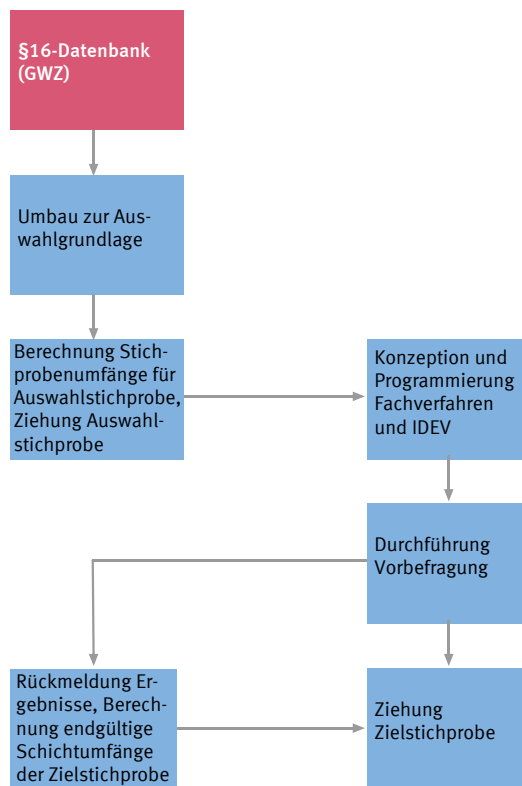 §16-Datenbank
(GWZ)
Umbau zur Aus-
wahlgrundlage
Berechnung Stich-
probenumfänge für
Auswahlstichprobe,
Ziehung Auswahl-
stichprobe
Konzeption und
Programmierung
Fachverfahren
und IDEV
Durchführung
Vorbefragung
Rückmeldung Er-
gebnisse, Berech-
nung endgültige
Schichtumfänge
der Zielstichprobe
Ziehung
Zielstichprobe